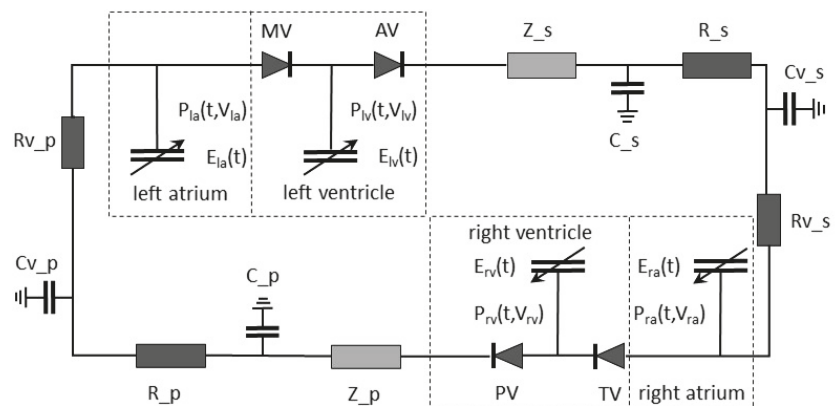 MV
AV
Z_s
R_s
Cv_s
P_la(t,V_la)
P_lv(t,V_lv)
Rv_p
E_la(t)
E_lv(t)
C_s
left atrium
left ventricle
Rv_s
right ventricle
Cv_p
C_p
E_rv(t)
E_ra(t)
P_rv(t,V_rv)
P_ra(t,V_ra)
R_p
Z_p
PV
TV
right atrium